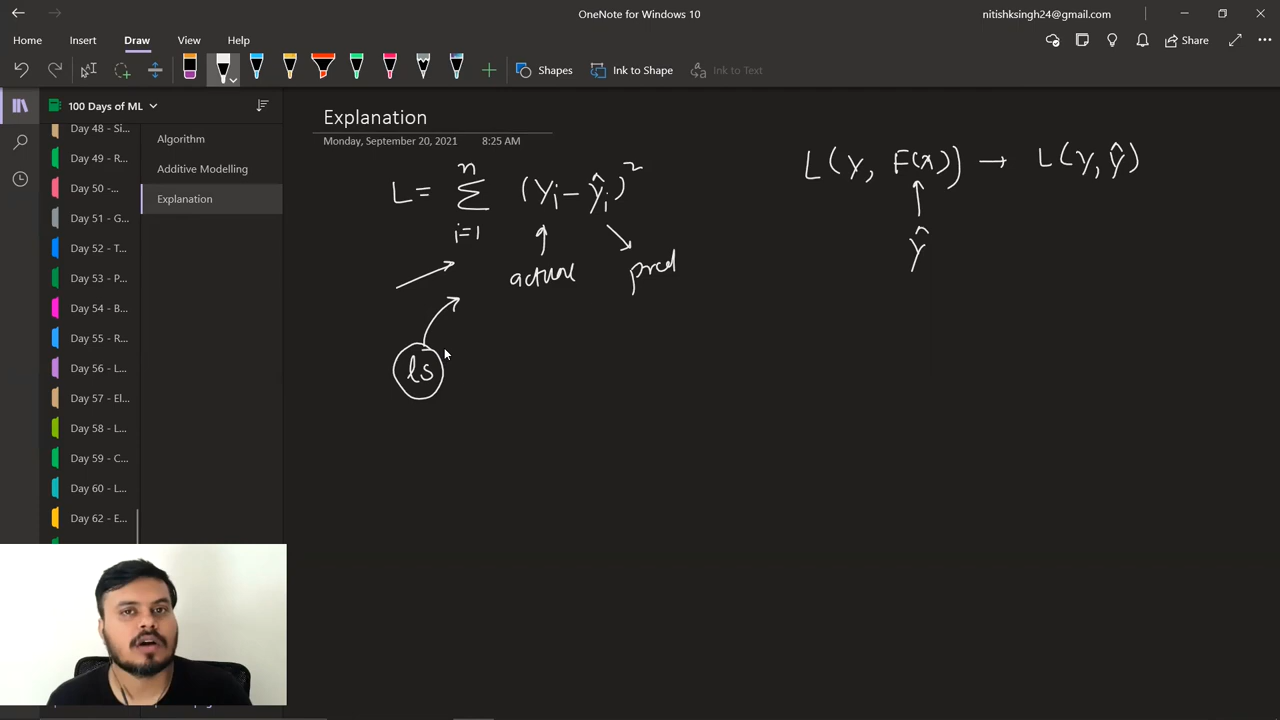 OneNote for Windows 10
nitishksingh24@gmail.com
Home Insert Draw View Help
Share
Shapes Ink to Shape Ink to Text
100 Days of ML
Day 48 - Si...
Day 49 - R...
Day 50 -...
Day 51 - G...
Day 52 - T...
Day 53 - P...
Day 54 - B...
Day 55 - R...
Day 56 - L...
Day 57 - El...
Day 58 - L...
Day 59 - C...
Day 60 - L...
Day 62 - E...
Algorithm
Additive Modelling
Explanation
Explanation
Monday, September 20, 2021 8:25 AM
L = n Σ i=1 (yi - ŷi)²
actual pred
ls
L(y, F(x)) → L(y, ŷ)
ŷ